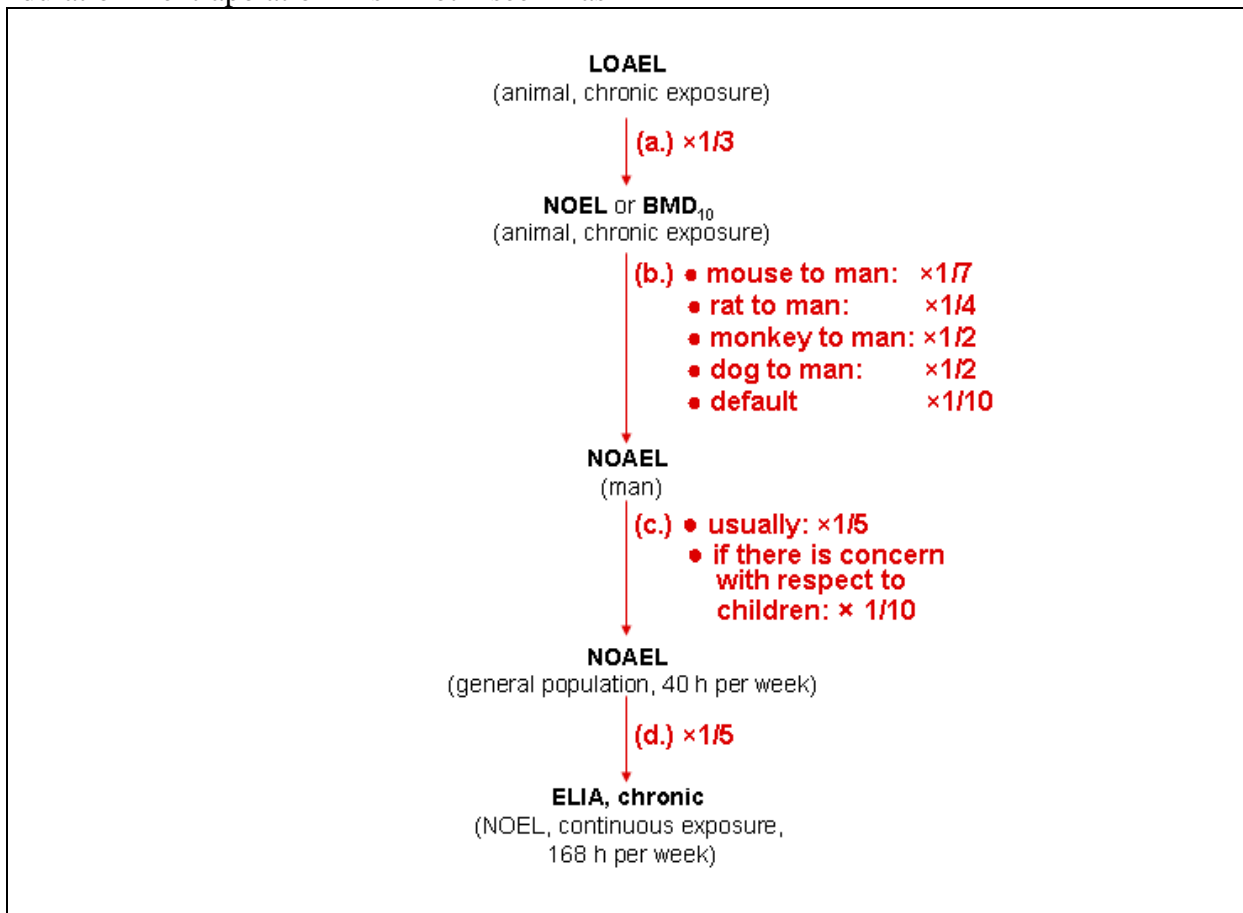 LOAEL
(animal, chronic exposure)
(a.) ×1/3
NOEL or BMD10
(animal, chronic exposure)
(b.) ● mouse to man: ×1/7
● rat to man: ×1/4
● monkey to man: ×1/2
● dog to man: ×1/2
● default ×1/10
NOAEL
(man)
(c.) ● usually: ×1/5
● if there is concern
with respect to
children: × 1/10
NOAEL
(general population, 40 h per week)
(d.) ×1/5
ELIA, chronic
(NOEL, continuous exposure,
168 h per week)